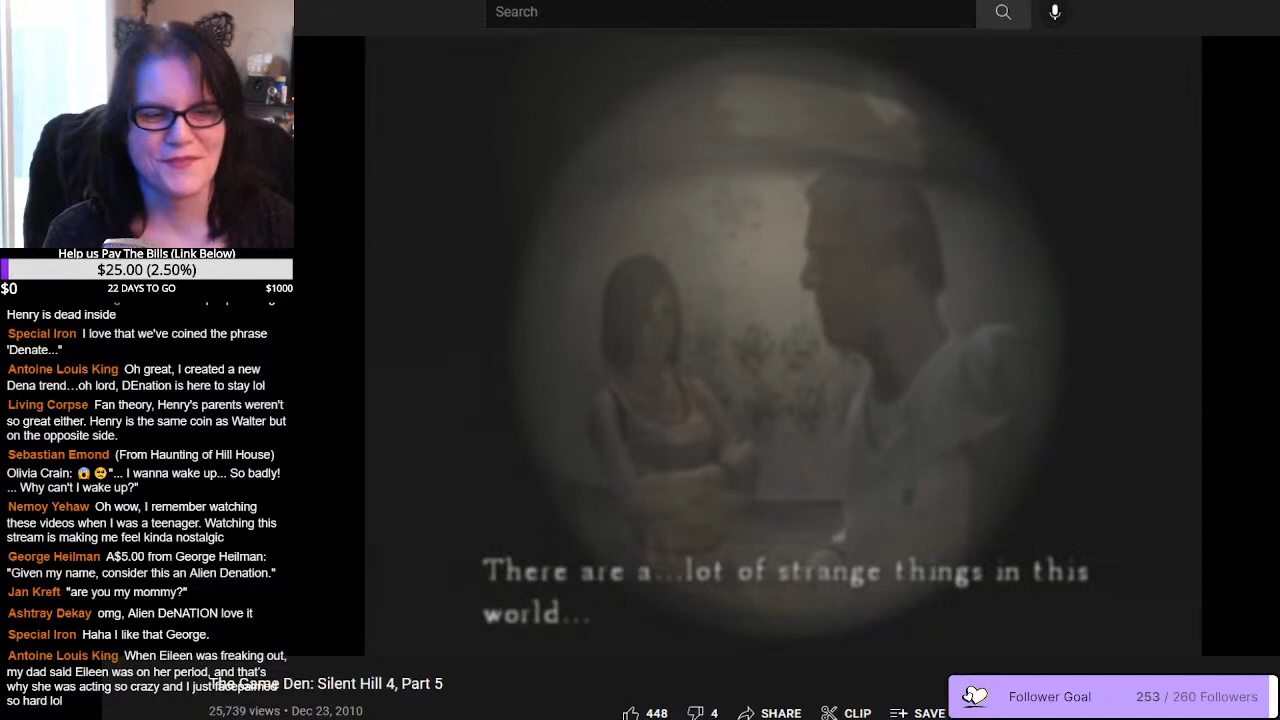 Search
Help us Pay The Bills (Link Below)
$25.00 (2.50%)
$0 22 DAYS TO GO $1000
Henry is dead inside
Special Iron I love that we've coined the phrase
'Denate..."
Antoine Louis King Oh great, I created a new
Dena trend…oh lord, DEnation is here to stay lol
Living Corpse Fan theory, Henry's parents weren't
so great either. Henry is the same coin as Walter but
on the opposite side.
Sebastian Emond (From Haunting of Hill House)
Olivia Crain: 😱 🥺"... I wanna wake up... So badly!
... Why can't I wake up?"
Nemoy Yehaw Oh wow, I remember watching
these videos when I was a teenager. Watching this
stream is making me feel kinda nostalgic
George Heilman A$5.00 from George Heilman:
"Given my name, consider this an Alien Denation."
Jan Kreft "are you my mommy?"
Ashtray Dekay omg, Alien DeNATION love it
Special Iron Haha I like that George.
Antoine Louis King When Eileen was freaking out,
my dad said Eileen was on her period, and that's
why she was acting so crazy and I just facepalmed
so hard lol
There are a...lot of strange things in this
world...
The Game Den: Silent Hill 4, Part 5
25,739 views • Dec 23, 2010
448 4 SHARE CLIP SAVE
Follower Goal 253 / 260 Followers